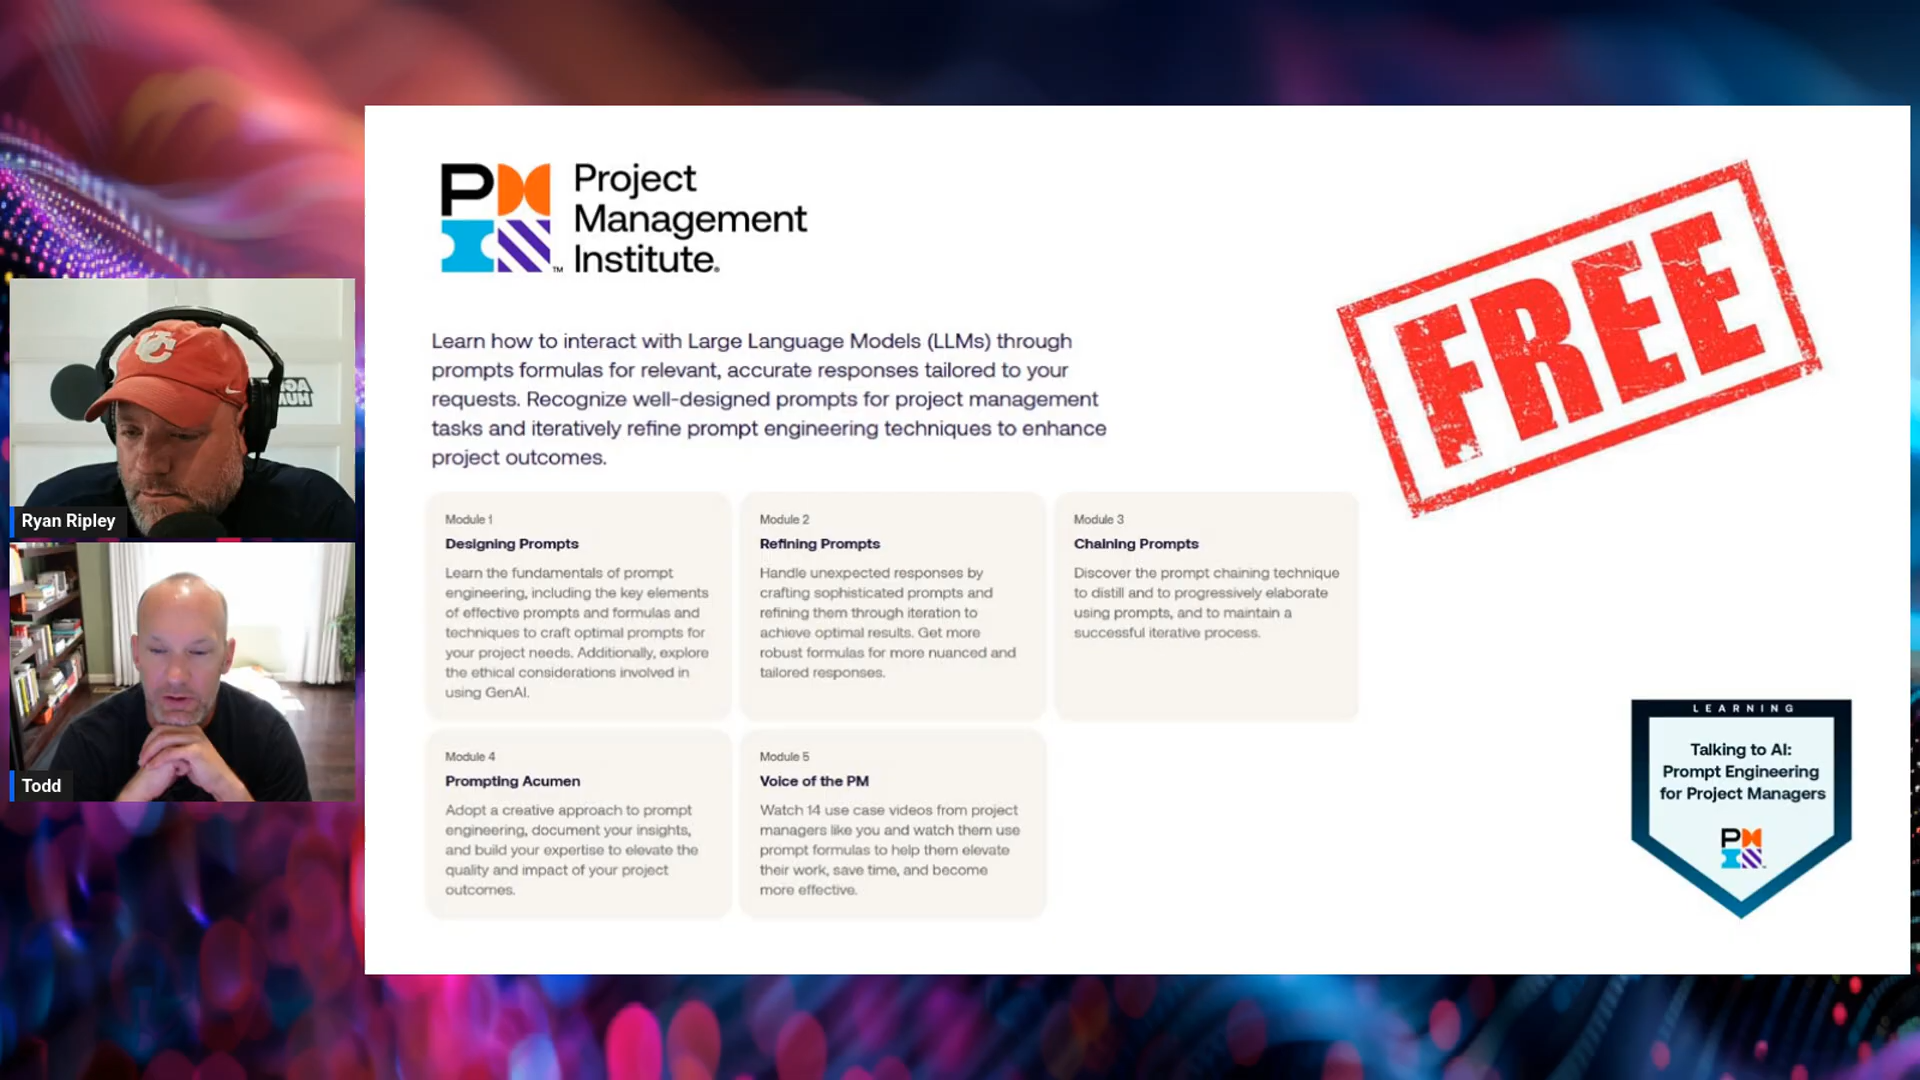 PM
Project
Management
Institute.
FREE
Learn how to interact with Large Language Models (LLMs) through
prompts formulas for relevant, accurate responses tailored to your
requests. Recognize well-designed prompts for project management
tasks and iteratively refine prompt engineering techniques to enhance
project outcomes.
Module 1
Designing Prompts
Learn the fundamentals of prompt
engineering, including the key elements
of effective prompts and formulas and
techniques to craft optimal prompts for
your project needs. Additionally, explore
the ethical considerations involved in
using GenAI.
Module 2
Refining Prompts
Handle unexpected responses by
crafting sophisticated prompts and
refining them through iteration to
achieve optimal results. Get more
robust formulas for more nuanced and
tailored responses.
Module 3
Chaining Prompts
Discover the prompt chaining technique
to distill and to progressively elaborate
using prompts, and to maintain a
successful iterative process.
Module 4
Prompting Acumen
Adopt a creative approach to prompt
engineering, document your insights,
and build your expertise to elevate the
quality and impact of your project
outcomes.
Module 5
Voice of the PM
Watch 14 use case videos from project
managers like you and watch them use
prompt formulas to help them elevate
their work, save time, and become
more effective.
LEARNING
Talking to AI:
Prompt Engineering
for Project Managers
Ryan Ripley
Todd